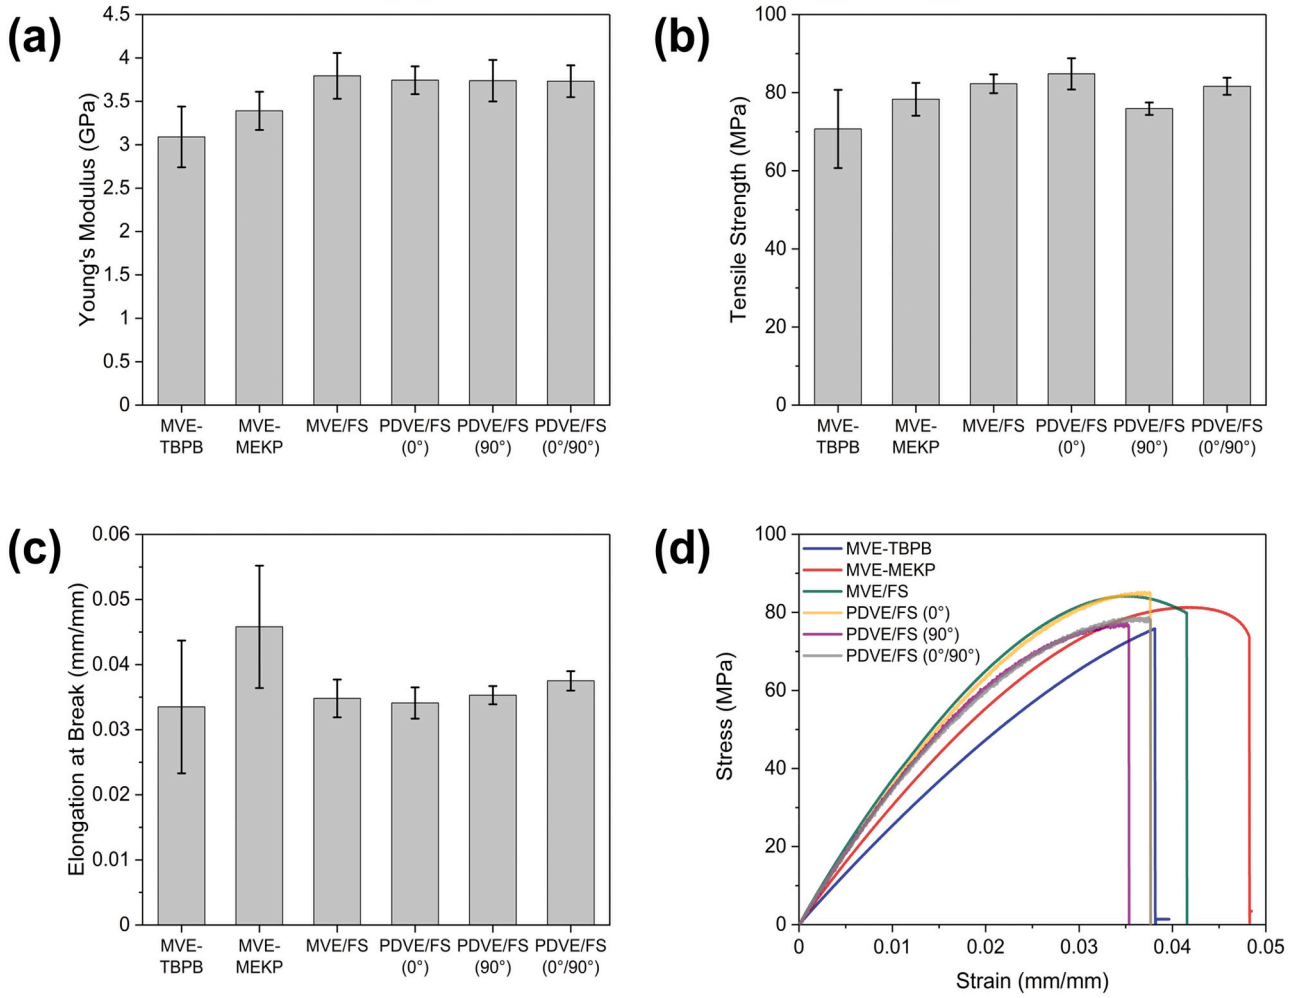 (a)
Young's Modulus (GPa)
4.5
4
3.5
3
2.5
2
1.5
1
0.5
0
MVE-
TBPB
MVE-
MEKP
MVE/FS
PDVE/FS
(0°)
PDVE/FS
(90°)
PDVE/FS
(0°/90°)
(b)
Tensile Strength (MPa)
100
80
60
40
20
0
MVE-
TBPB
MVE-
MEKP
MVE/FS
PDVE/FS
(0°)
PDVE/FS
(90°)
PDVE/FS
(0°/90°)
(c)
Elongation at Break (mm/mm)
0.06
0.05
0.04
0.03
0.02
0.01
0
MVE-
TBPB
MVE-
MEKP
MVE/FS
PDVE/FS
(0°)
PDVE/FS
(90°)
PDVE/FS
(0°/90°)
(d)
Stress (MPa)
100
80
60
40
20
0
MVE-TBPB
MVE-MEKP
MVE/FS
PDVE/FS (0°)
PDVE/FS (90°)
PDVE/FS (0°/90°)
0
0.01
0.02
0.03
0.04
0.05
Strain (mm/mm)